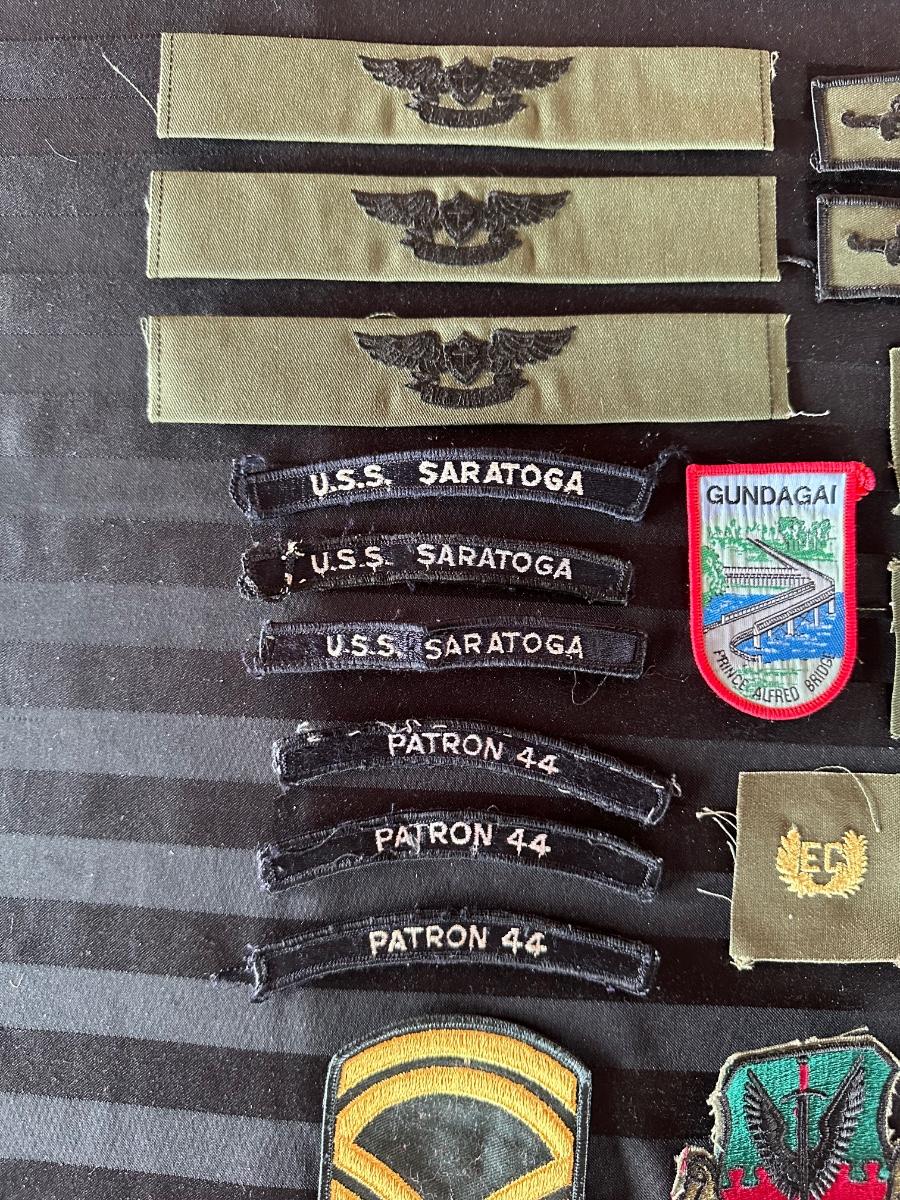 U.S.S. SARATOGA
U.S.S. SARATOGA
U.S.S. SARATOGA
GUNDAGAI
PRINCE ALFRED BRIDGE
PATRON 44
PATRON 44
PATRON 44
EC